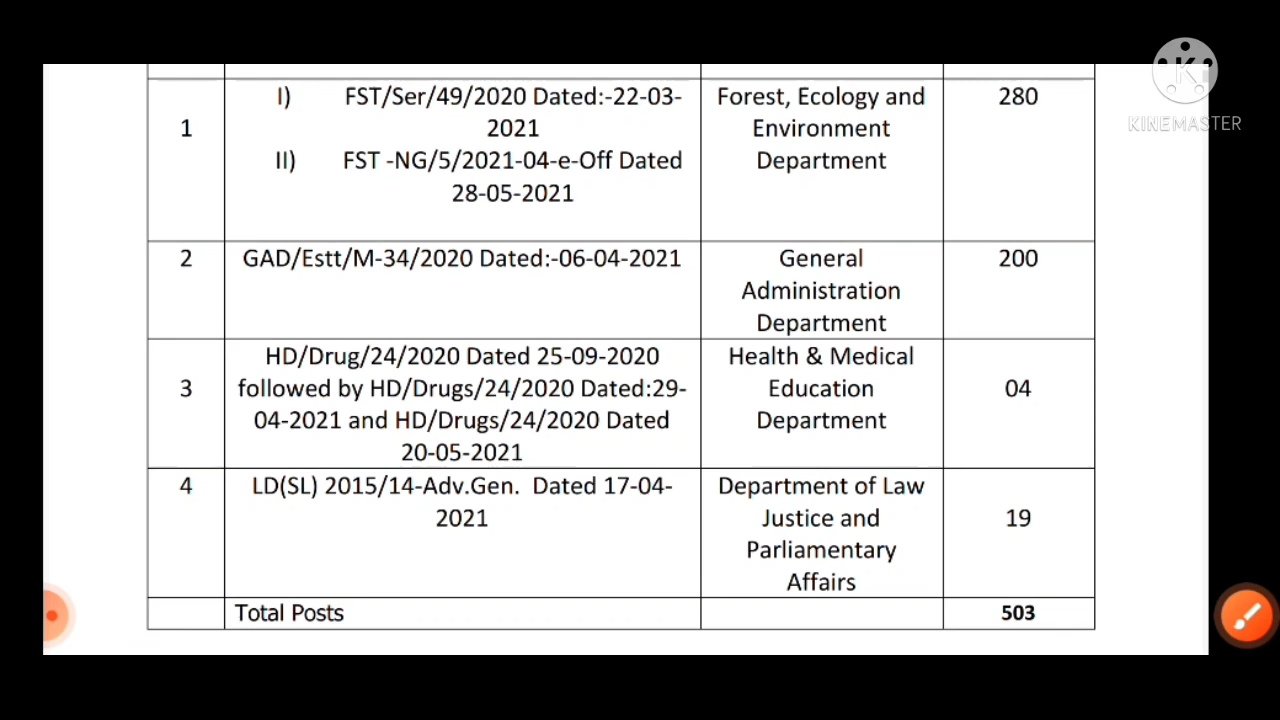 1
I) FST/Ser/49/2020 Dated:-22-03-
2021
II) FST -NG/5/2021-04-e-Off Dated
28-05-2021
Forest, Ecology and
Environment
Department
280
2
GAD/Estt/M-34/2020 Dated:-06-04-2021
General
Administration
Department
200
3
HD/Drug/24/2020 Dated 25-09-2020
followed by HD/Drugs/24/2020 Dated:29-
04-2021 and HD/Drugs/24/2020 Dated
20-05-2021
Health & Medical
Education
Department
04
4
LD(SL) 2015/14-Adv.Gen. Dated 17-04-
2021
Department of Law
Justice and
Parliamentary
Affairs
19
Total Posts
503
K
KINEMASTER